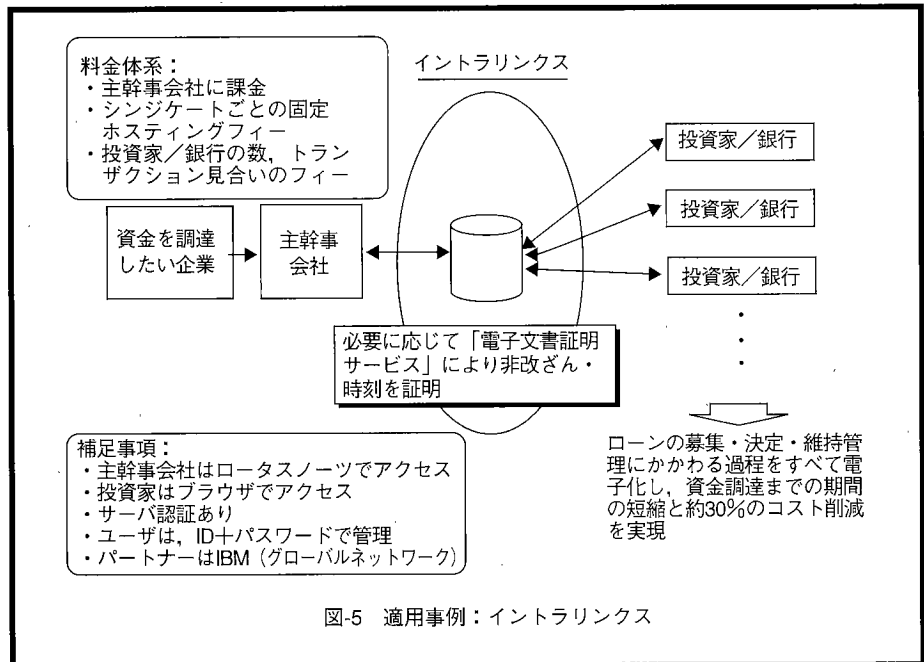 料金体系：
・主幹事会社に課金
・シンジケートごとの固定
ホスティングフィー
・投資家／銀行の数，トラン
ザクション見合いのフィー
イントラリンクス
資金を調達
したい企業
主幹事
会社
投資家／銀行
投資家／銀行
投資家／銀行
・
・
・
必要に応じて「電子文書証明
サービス」により非改ざん・
時刻を証明
補足事項：
・主幹事会社はロータスノーツでアクセス
・投資家はブラウザでアクセス
・サーバ認証あり
・ユーザは，ID＋パスワードで管理
・パートナーはIBM（グローバルネットワーク）
ローンの募集・決定・維持管
理にかかわる過程をすべて電
子化し，資金調達までの期間
の短縮と約30％のコスト削減
を実現
図-5　適用事例：イントラリンクス